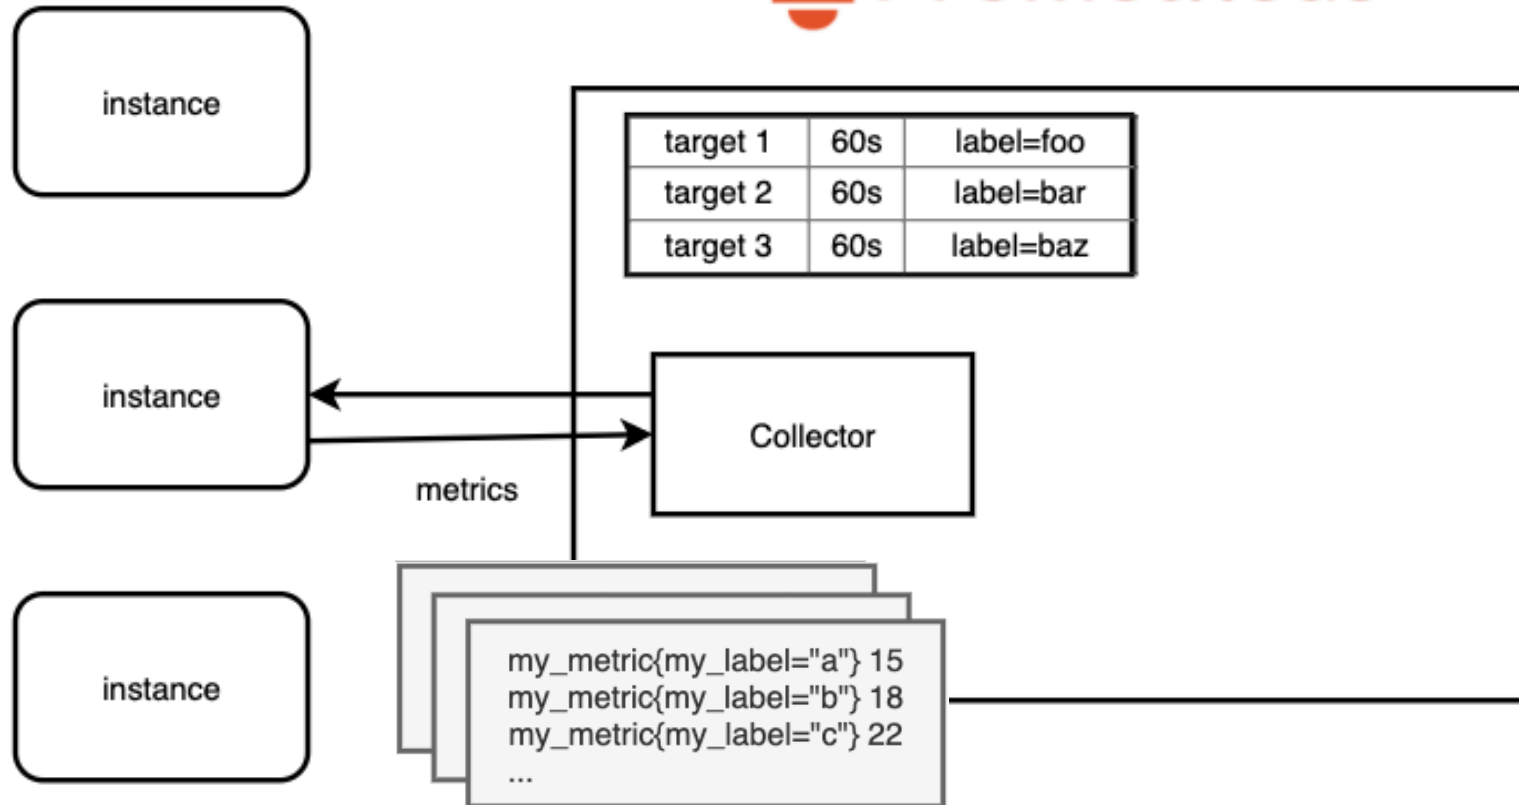 instance
target 1 60s label=foo
target 2 60s label=bar
target 3 60s label=baz
instance
Collector
metrics
instance
my_metric{my_label="a"} 15
my_metric{my_label="b"} 18
my_metric{my_label="c"} 22
...